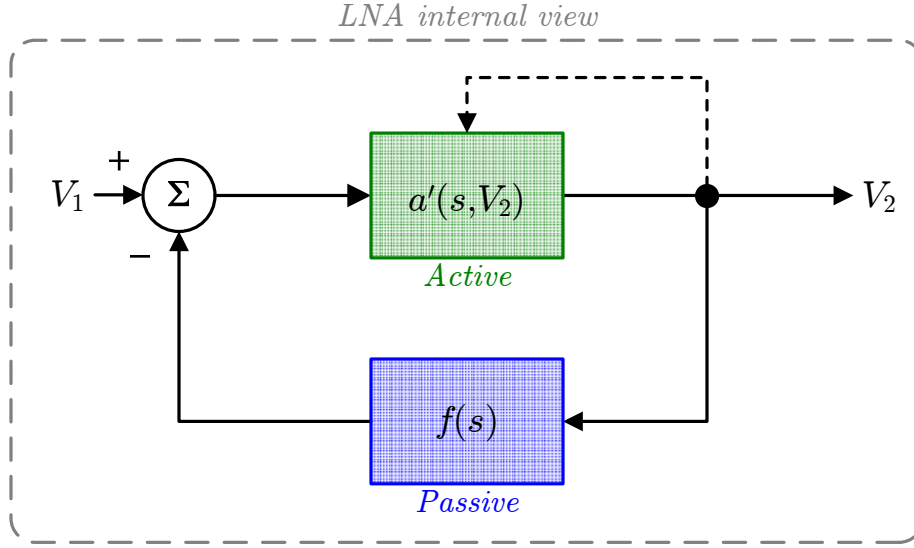 LNA internal view
+
V₁
Σ
a′(s,V₂)
V₂
−
Active
f(s)
Passive